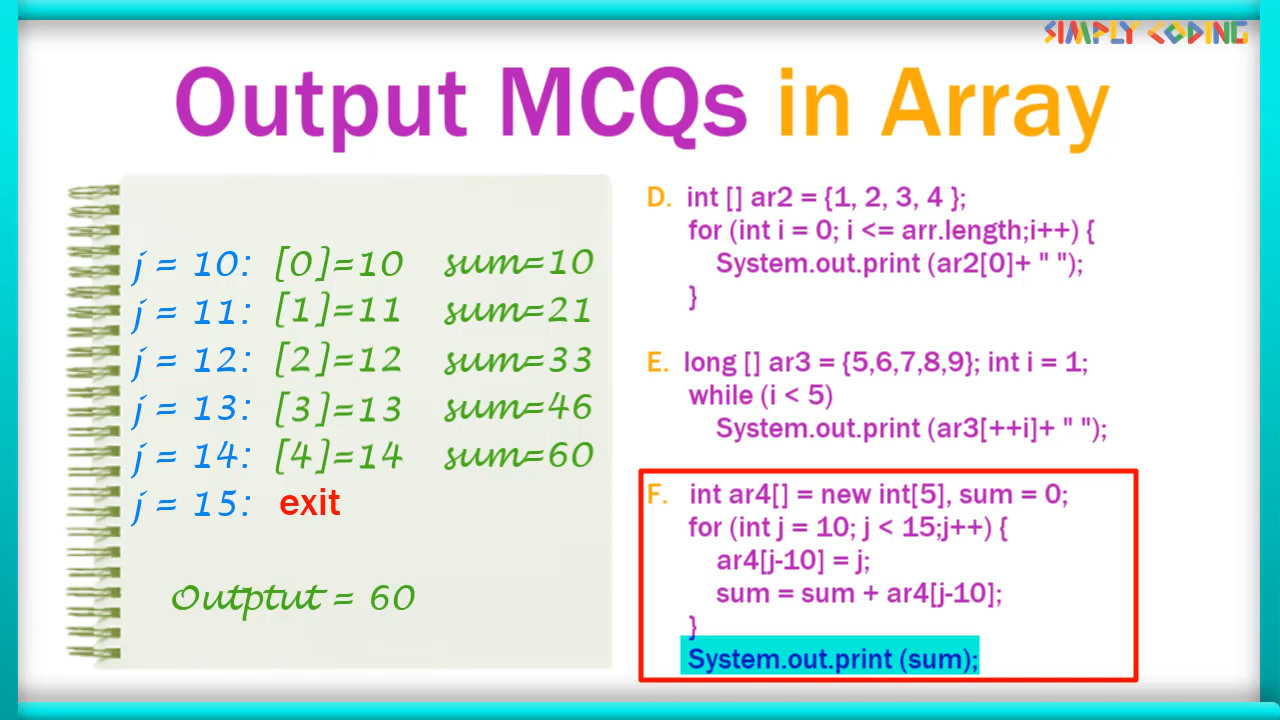 SIMPLY CODING
Output MCQs in Array
j = 10: [0]=10 sum=10
j = 11: [1]=11 sum=21
j = 12: [2]=12 sum=33
j = 13: [3]=13 sum=46
j = 14: [4]=14 sum=60
j = 15: exit
Outptut = 60
D. int [] ar2 = {1, 2, 3, 4 };
for (int i = 0; i <= arr.length;i++) {
System.out.print (ar2[0]+ " ");
}
E. long [] ar3 = {5,6,7,8,9}; int i = 1;
while (i < 5)
System.out.print (ar3[++i]+ " ");
F. int ar4[] = new int[5], sum = 0;
for (int j = 10; j < 15;j++) {
ar4[j-10] = j;
sum = sum + ar4[j-10];
}
System.out.print (sum);